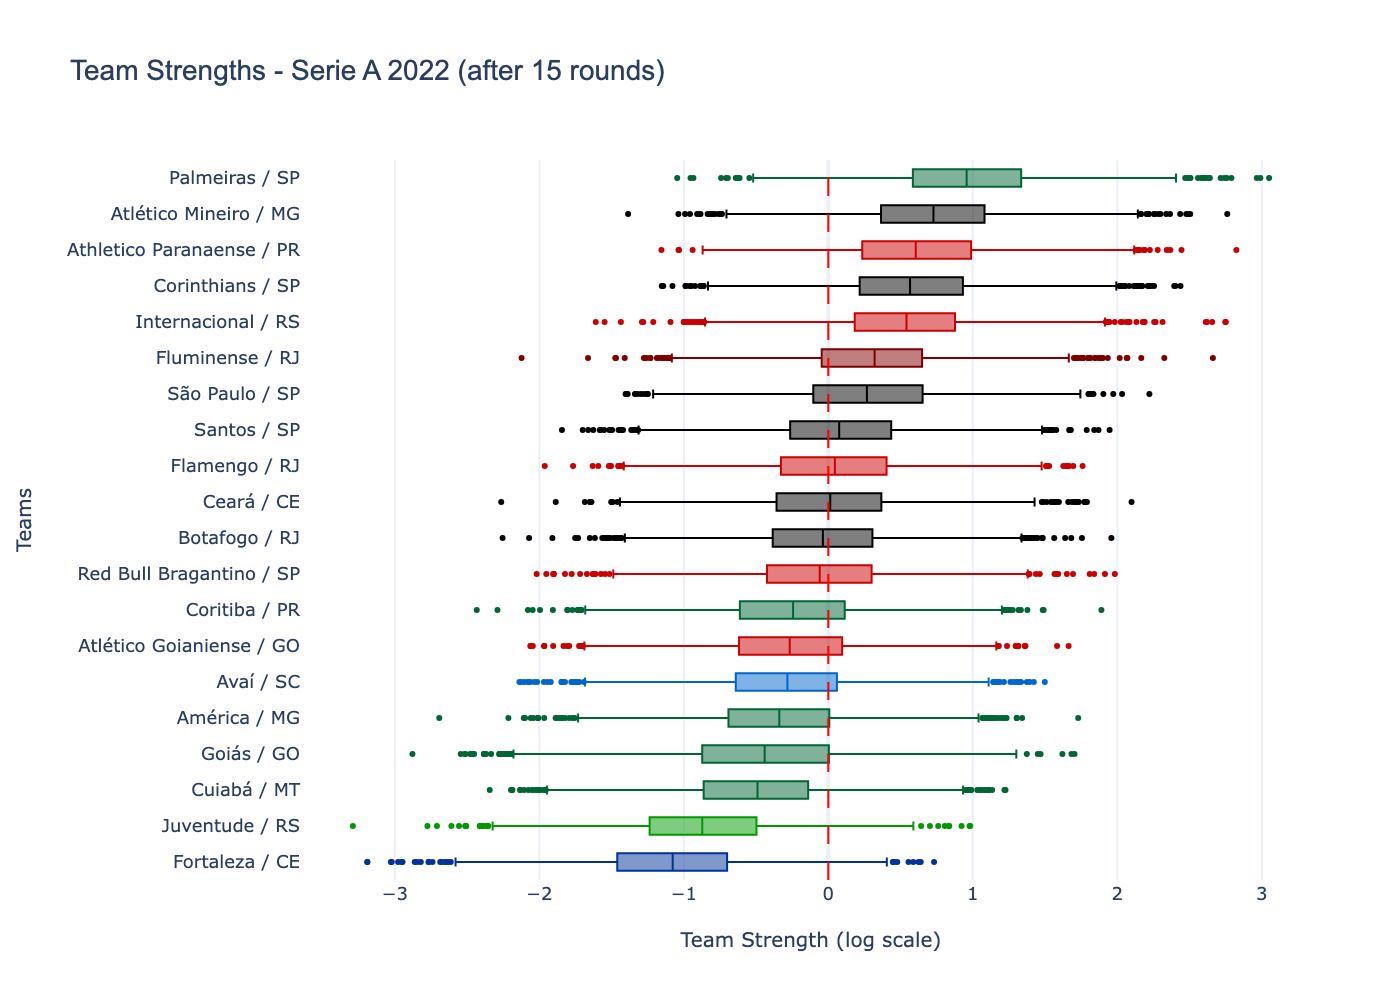 Team Strengths - Serie A 2022 (after 15 rounds)
Palmeiras / SP
Atlético Mineiro / MG
Athletico Paranaense / PR
Corinthians / SP
Internacional / RS
Fluminense / RJ
São Paulo / SP
Santos / SP
Flamengo / RJ
Ceará / CE
Botafogo / RJ
Red Bull Bragantino / SP
Coritiba / PR
Atlético Goianiense / GO
Avaí / SC
América / MG
Goiás / GO
Cuiabá / MT
Juventude / RS
Fortaleza / CE
Teams
−3 −2 −1 0 1 2 3
Team Strength (log scale)